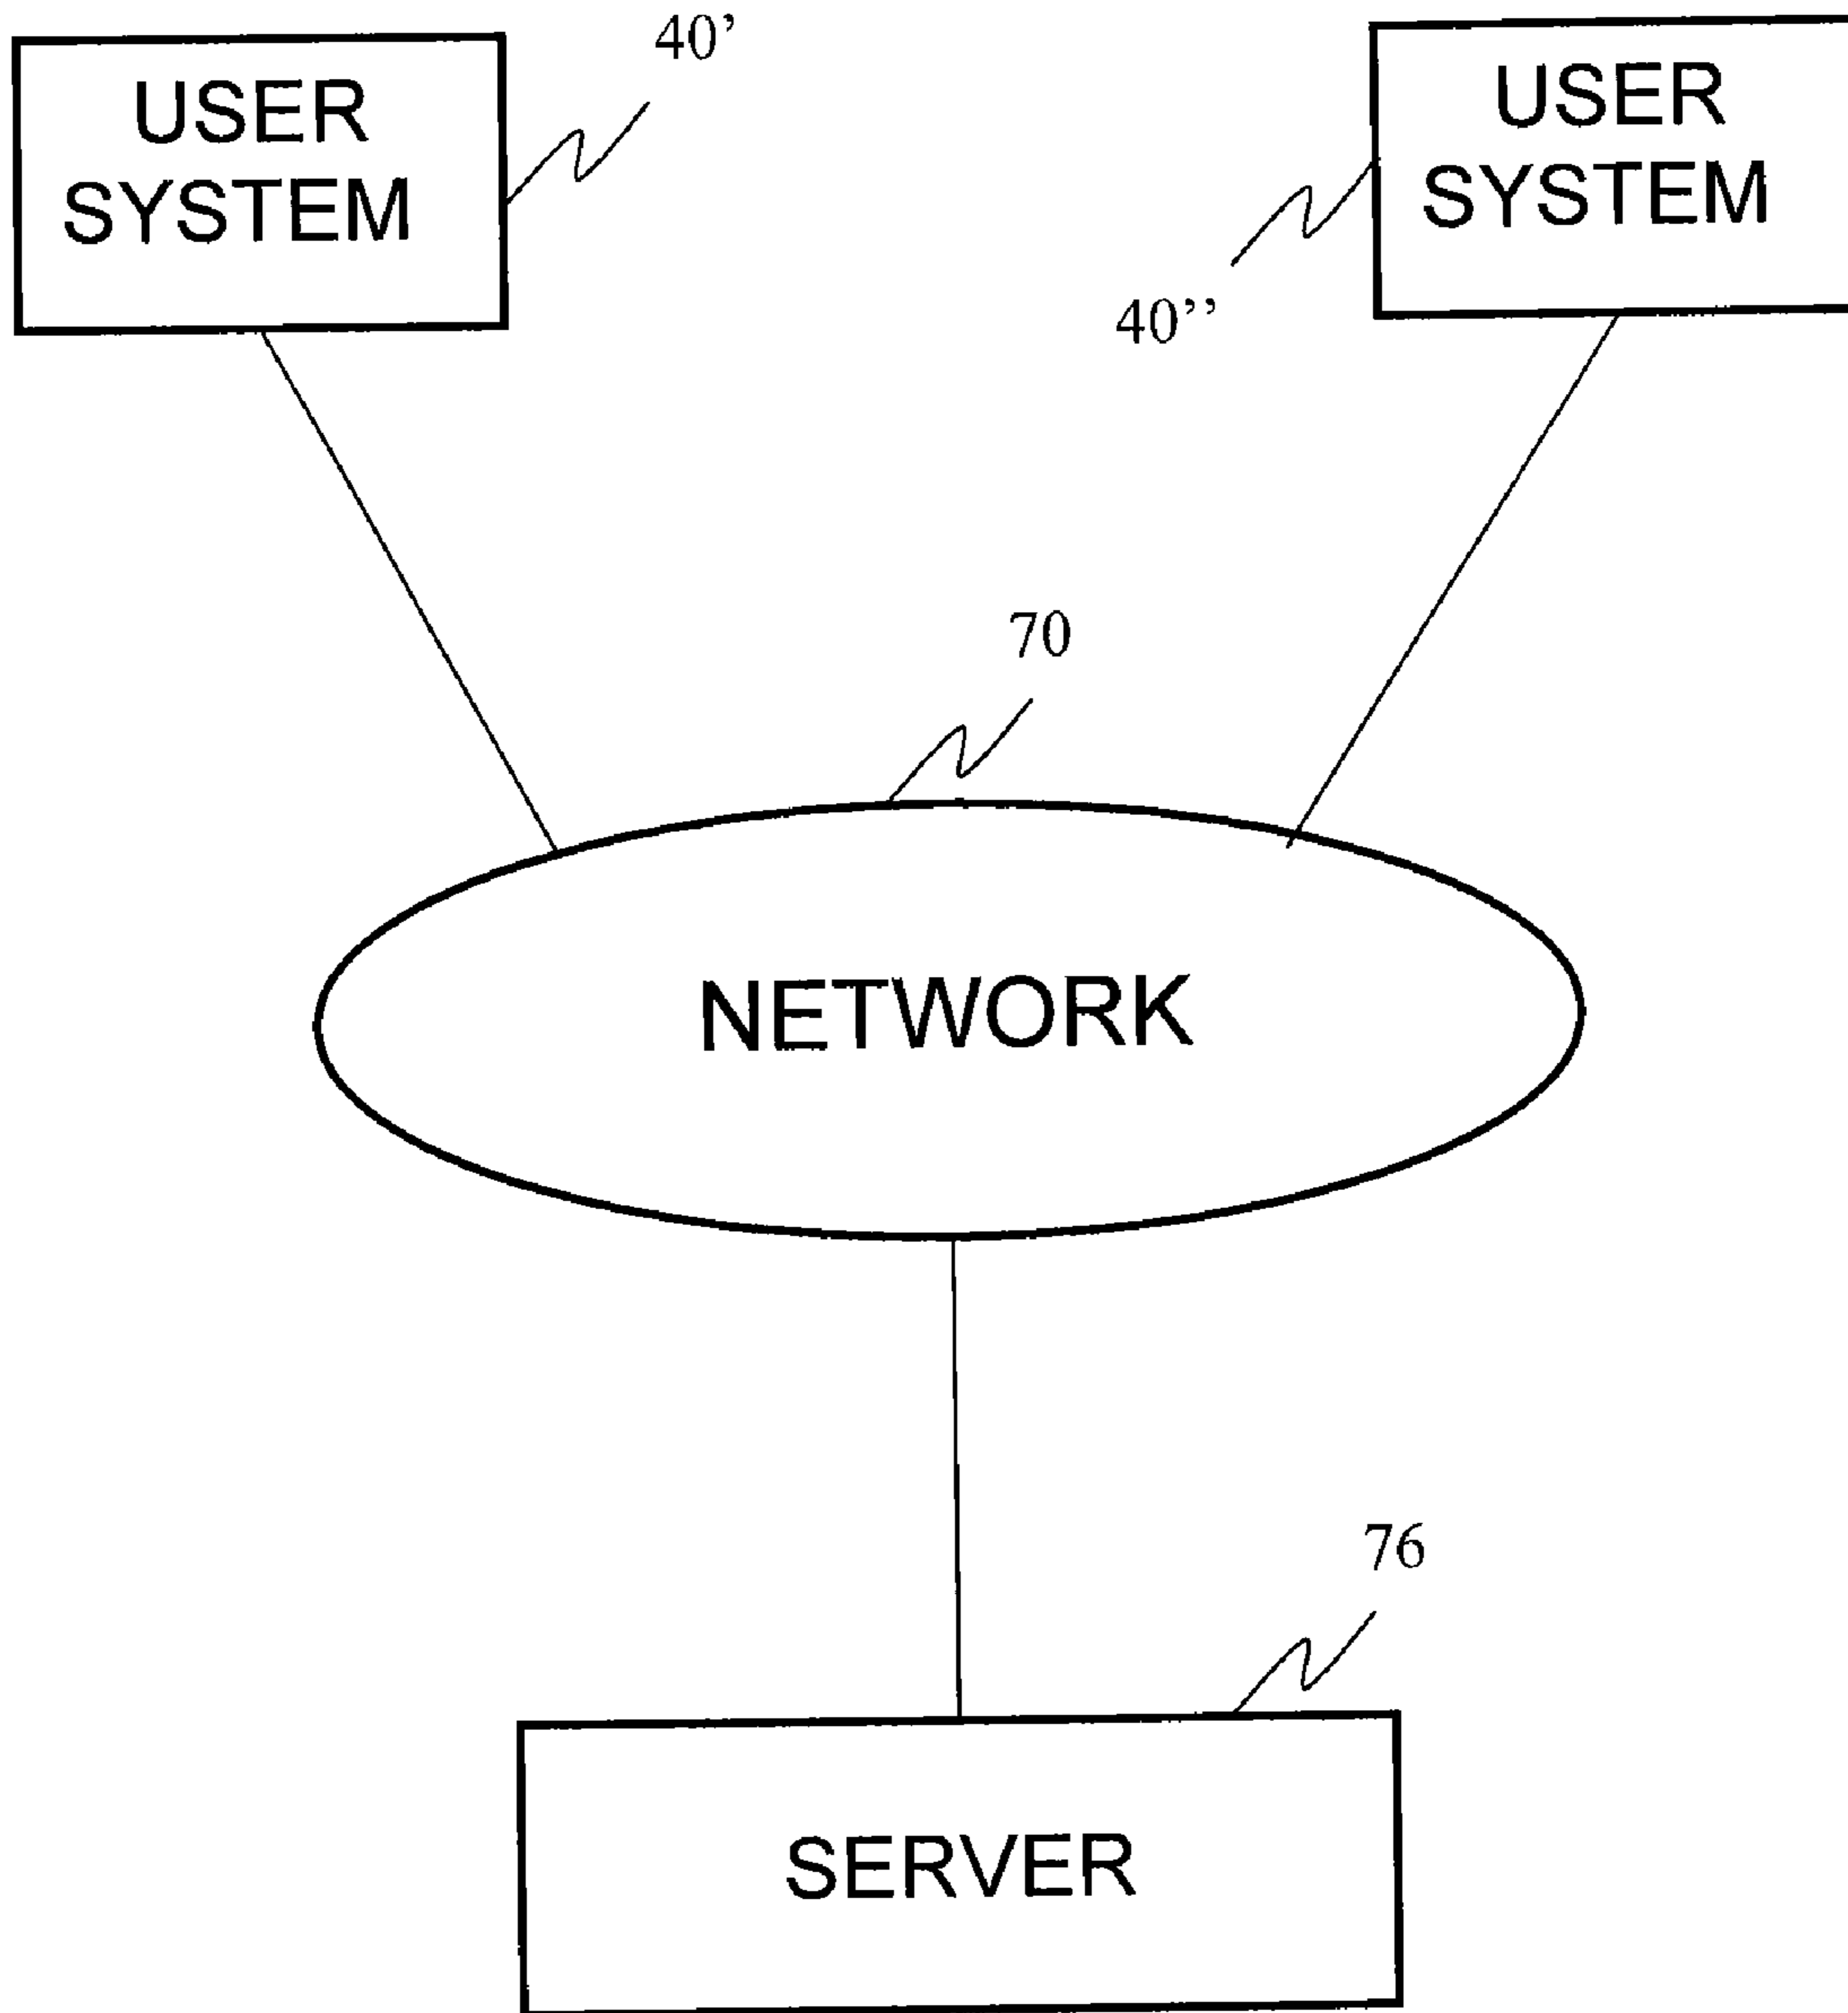 USER
SYSTEM
40’
USER
SYSTEM
40’’
70
NETWORK
76
SERVER